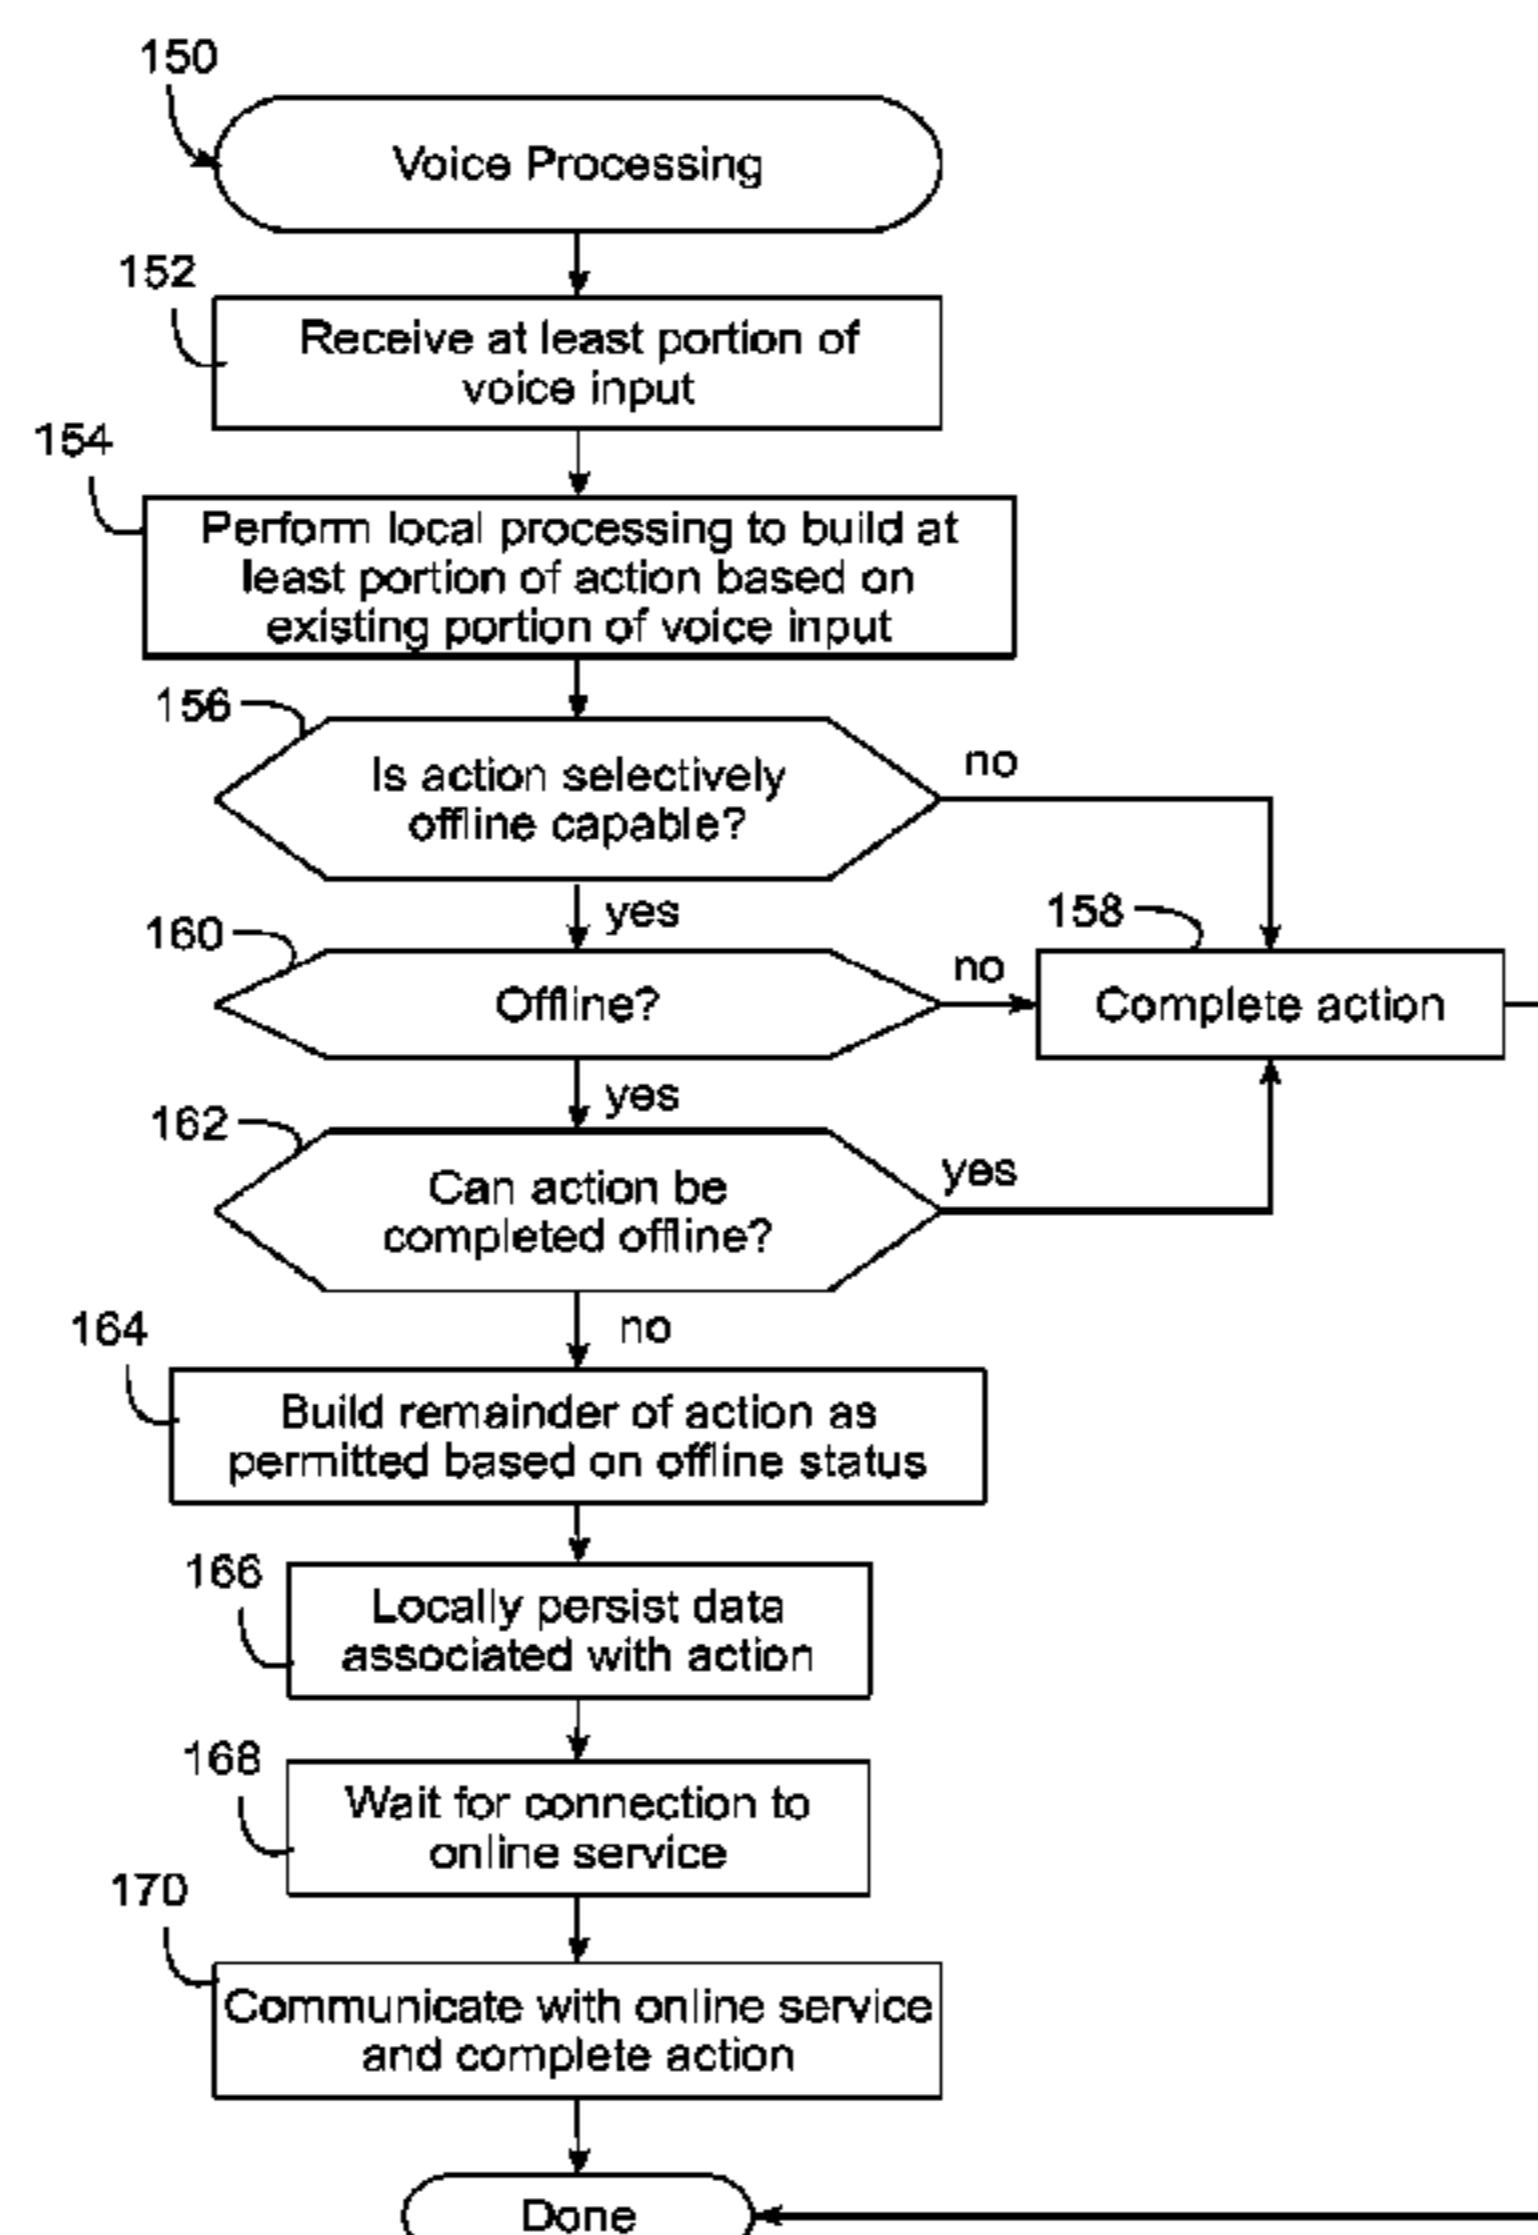 150
Voice Processing
152
Receive at least portion of
voice input
154
Perform local processing to build at
least portion of action based on
existing portion of voice input
156
Is action selectively
offline capable?
no
yes
158
160
Offline?
no
Complete action
yes
162
Can action be
completed offline?
yes
no
164
Build remainder of action as
permitted based on offline status
166
Locally persist data
associated with action
168
Wait for connection to
online service
170
Communicate with online service
and complete action
Done